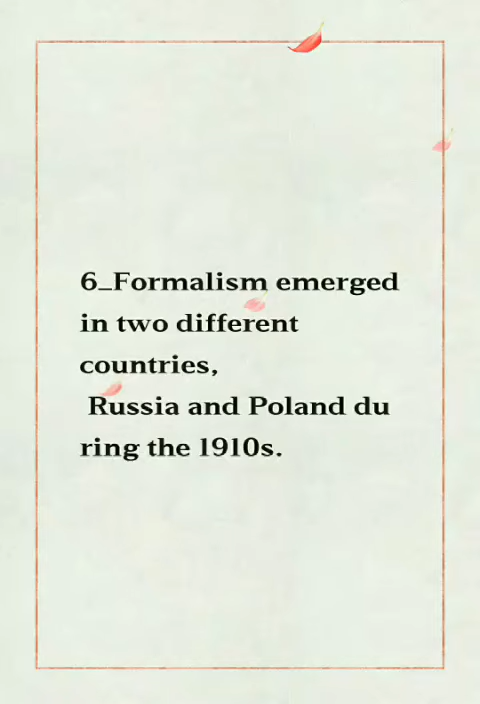 6_Formalism emerged
in two different
countries,
Russia and Poland du
ring the 1910s.